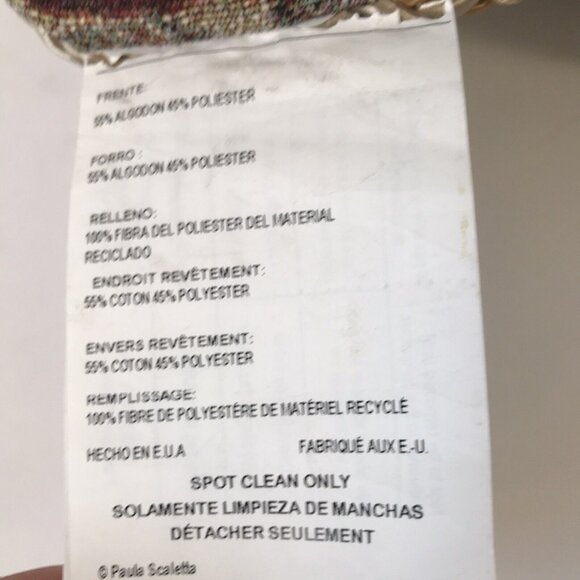 FRENTE:
55% ALGODON 45% POLIESTER
FORRO :
55% ALGODON 45% POLIESTER
RELLENO:
100% FIBRA DEL POLIESTER DEL MATERIAL
RECICLADO
ENDROIT REVÊTEMENT:
55% COTON 45% POLYESTER
ENVERS REVÊTEMENT:
55% COTON 45% POLYESTER
REMPLISSAGE:
100% FIBRE DE POLYESTÉRE DE MATÉRIEL RECYCLÉ
HECHO EN E.U.A FABRIQUÉ AUX E.-U.
SPOT CLEAN ONLY
SOLAMENTE LIMPIEZA DE MANCHAS
DÉTACHER SEULEMENT
© Paula Scaletta